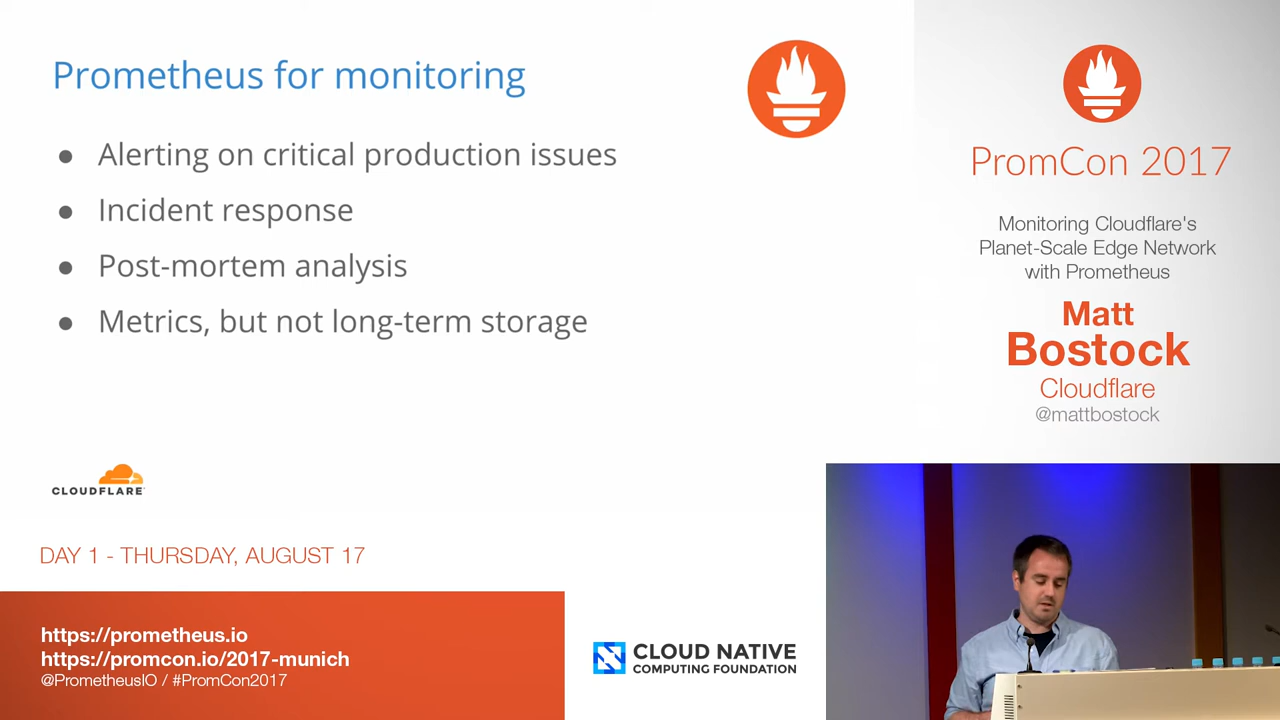 Prometheus for monitoring
● Alerting on critical production issues
● Incident response
● Post-mortem analysis
● Metrics, but not long-term storage
CLOUDFLARE
PromCon 2017
Monitoring Cloudflare's
Planet-Scale Edge Network
with Prometheus
Matt
Bostock
Cloudflare
@mattbostock
DAY 1 - THURSDAY, AUGUST 17
https://prometheus.io
https://promcon.io/2017-munich
@PrometheusIO / #PromCon2017
CLOUD NATIVE
COMPUTING FOUNDATION